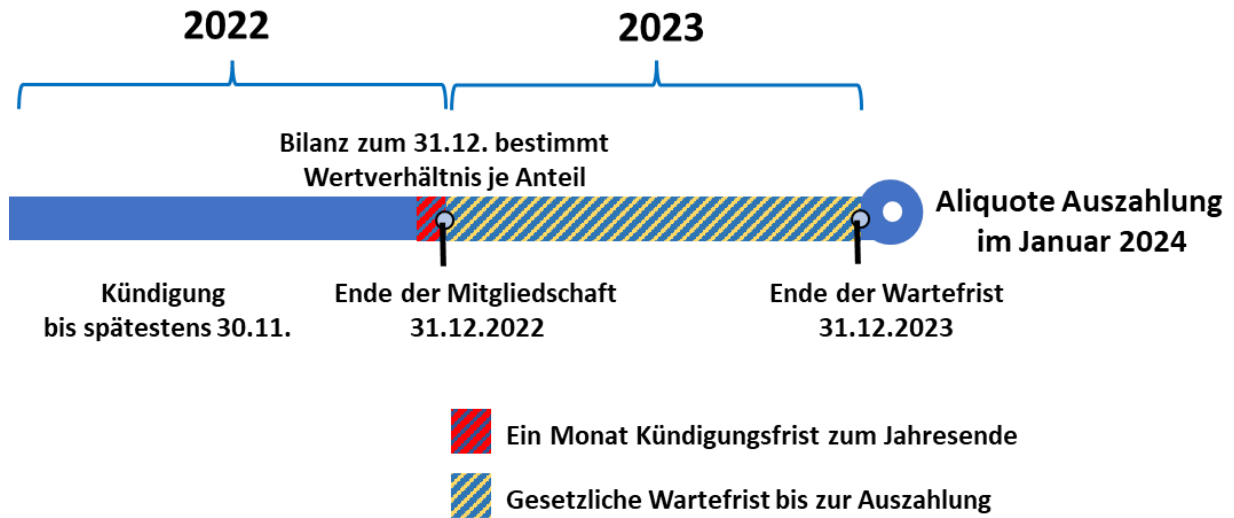 2022
2023
Bilanz zum 31.12. bestimmt
Wertverhältnis je Anteil
Aliquote Auszahlung
im Januar 2024
Kündigung
bis spätestens 30.11.
Ende der Mitgliedschaft
31.12.2022
Ende der Wartefrist
31.12.2023
Ein Monat Kündigungsfrist zum Jahresende
Gesetzliche Wartefrist bis zur Auszahlung